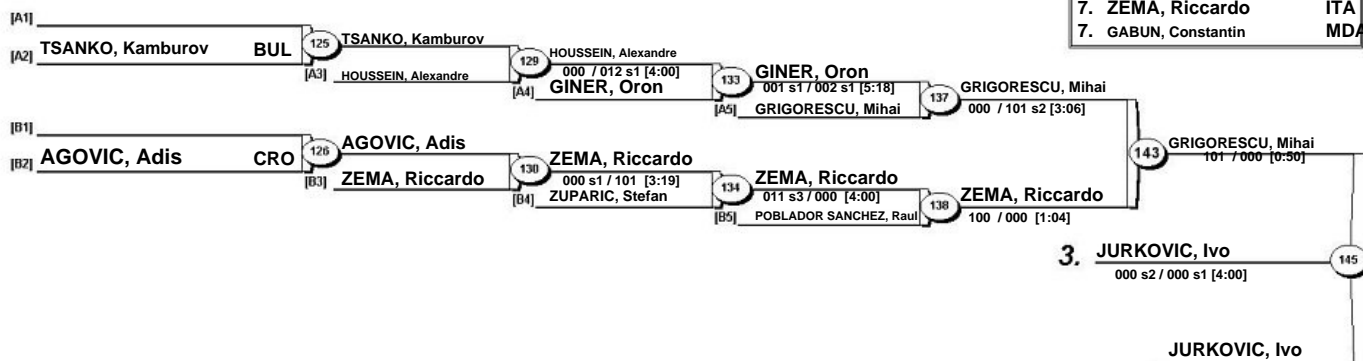 7. ZEMA, Riccardo ITA
7. GABUN, Constantin MDA
[A1]
[A2] TSANKO, Kamburov BUL
125
TSANKO, Kamburov
[A3] HOUSSEIN, Alexandre
129
HOUSSEIN, Alexandre
000 / 012 s1 [4:00]
[A4] GINER, Oron
133
GINER, Oron
001 s1 / 002 s1 [5:18]
[A5] GRIGORESCU, Mihai
137
GRIGORESCU, Mihai
000 / 101 s2 [3:06]
[B1]
[B2] AGOVIC, Adis CRO
126
AGOVIC, Adis
[B3] ZEMA, Riccardo
130
ZEMA, Riccardo
000 s1 / 101 [3:19]
[B4] ZUPARIC, Stefan
134
ZEMA, Riccardo
011 s3 / 000 [4:00]
[B5] POBLADOR SANCHEZ, Raul
138
ZEMA, Riccardo
100 / 000 [1:04]
143
GRIGORESCU, Mihai
101 / 000 [0:50]
3. JURKOVIC, Ivo
000 s2 / 000 s1 [4:00]
145
JURKOVIC, Ivo